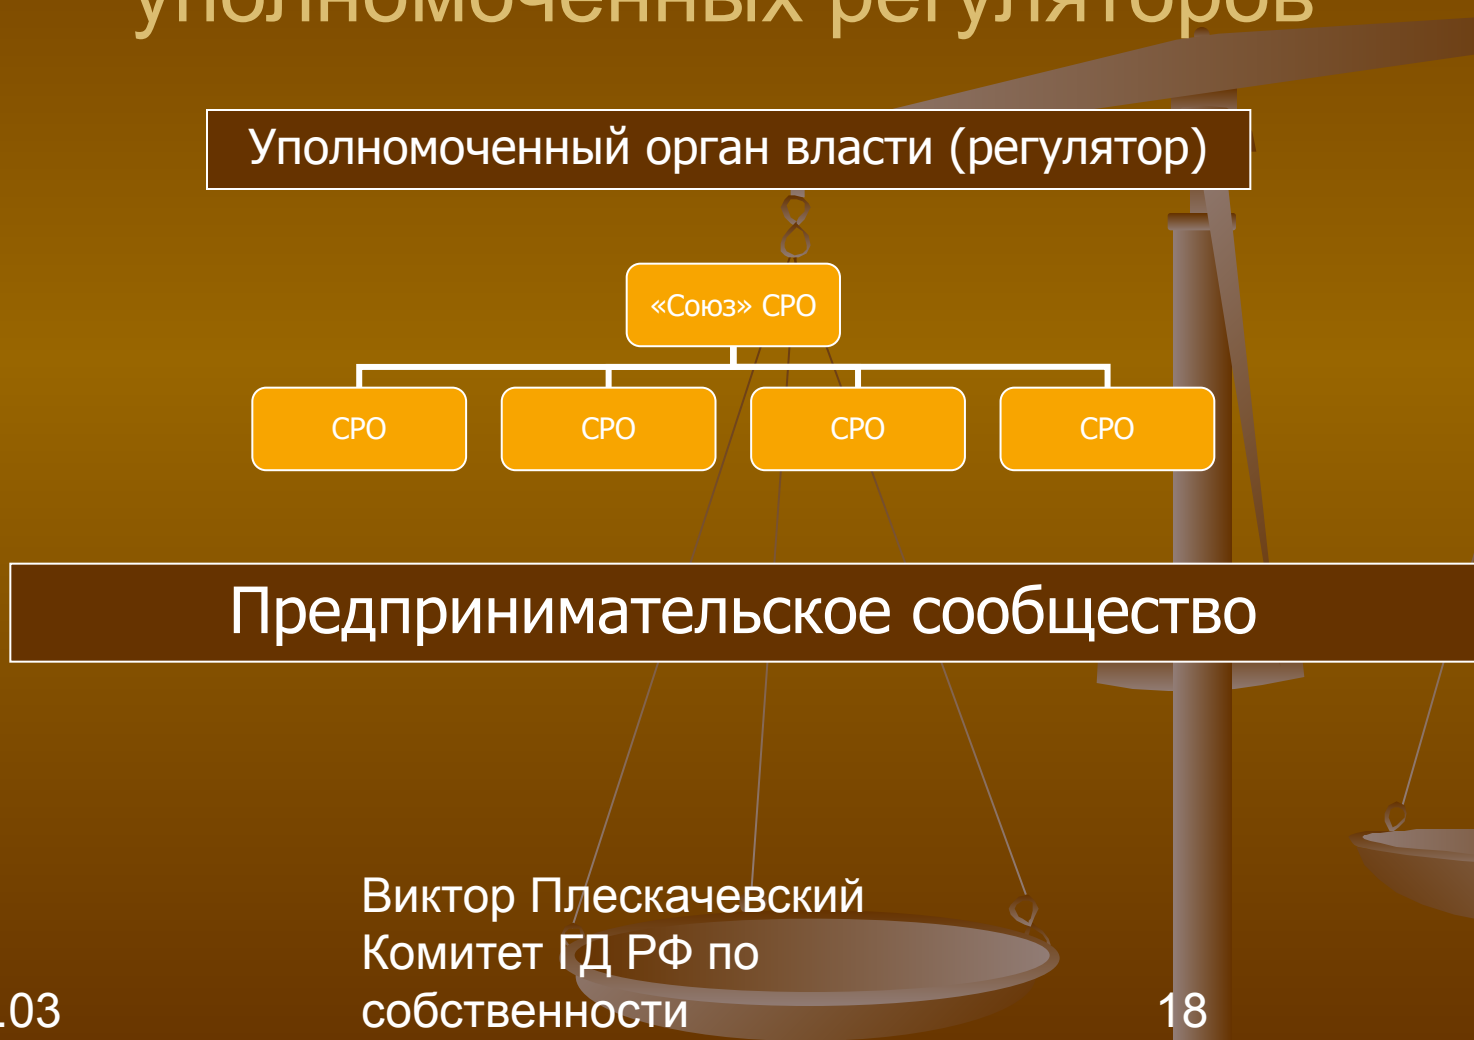 уполномоченных регуляторов
Уполномоченный орган власти (регулятор)
«Союз» СРО
СРО СРО СРО СРО
Предпринимательское сообщество
Виктор Плескачевский
Комитет ГД РФ по
собственности
.03
18